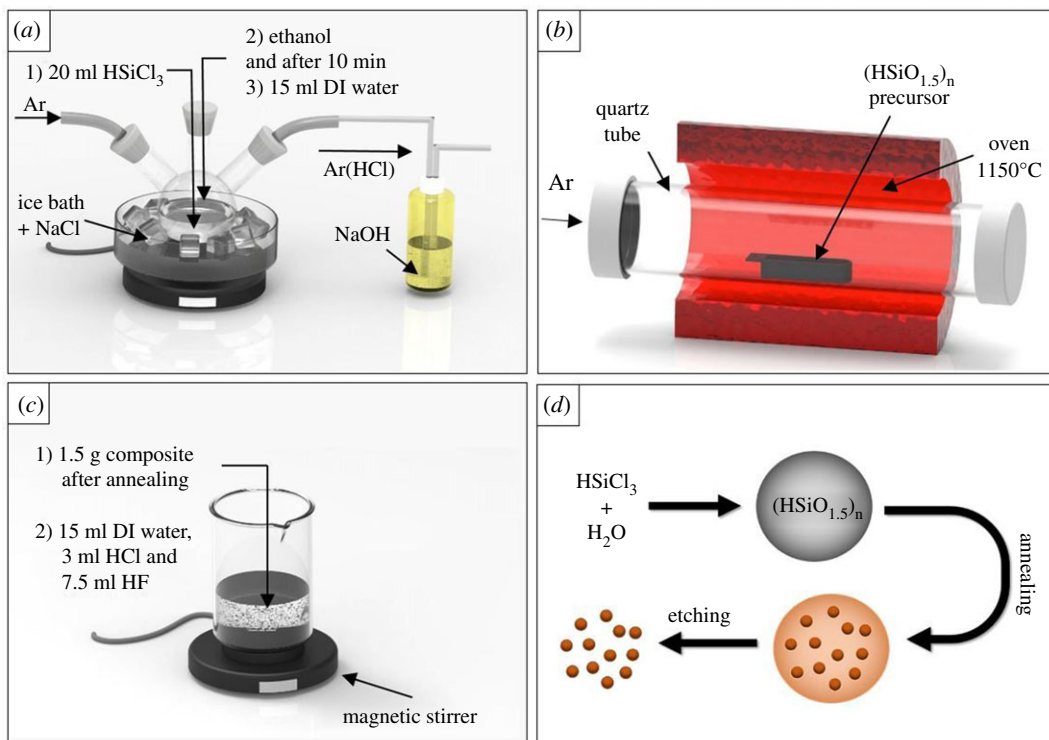 (a)
1) 20 ml HSiCl₃
2) ethanol
and after 10 min
3) 15 ml DI water
Ar
Ar(HCl)
ice bath
+ NaCl
NaOH
(b)
(HSiO₁.₅)ₙ
precursor
quartz
tube
oven
1150°C
Ar
(c)
1) 1.5 g composite
after annealing
2) 15 ml DI water,
3 ml HCl and
7.5 ml HF
magnetic stirrer
(d)
HSiCl₃
+
H₂O
(HSiO₁.₅)ₙ
annealing
etching